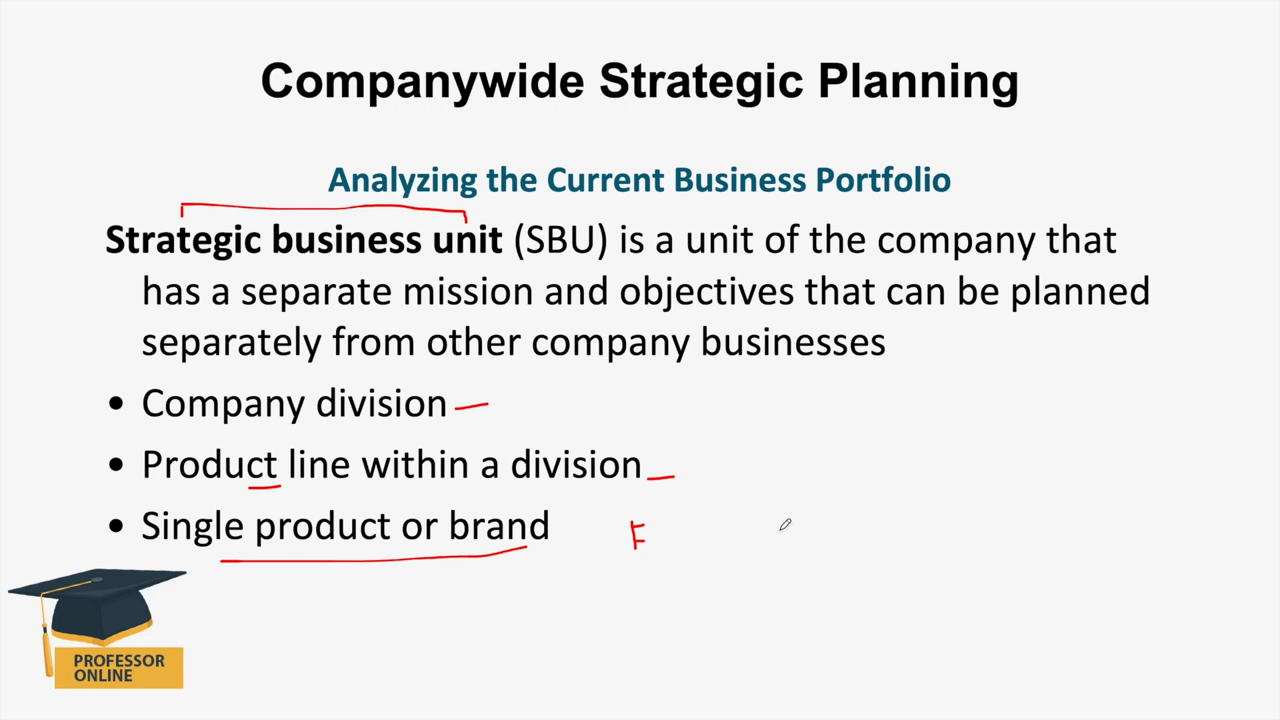 Companywide Strategic Planning
Analyzing the Current Business Portfolio
Strategic business unit (SBU) is a unit of the company that
has a separate mission and objectives that can be planned
separately from other company businesses
• Company division
• Product line within a division
• Single product or brand
F
PROFESSOR
ONLINE